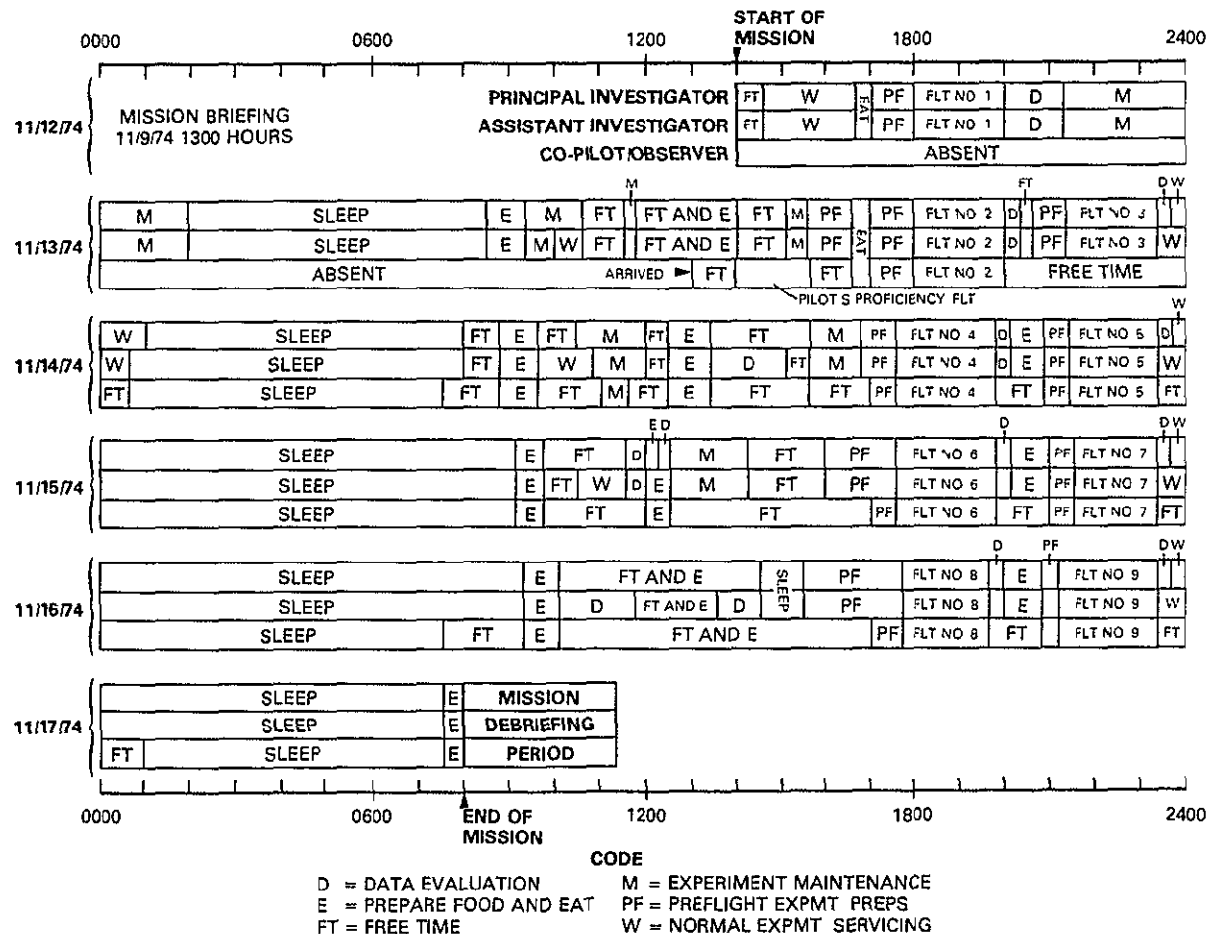 START OF
MISSION
0000 0600 1200 1800 2400
11/12/74
MISSION BRIEFING
11/9/74 1300 HOURS
PRINCIPAL INVESTIGATOR FT W EAT PF FLT NO 1 D M
ASSISTANT INVESTIGATOR FT W PF FLT NO 1 D M
CO-PILOT/OBSERVER ABSENT
M FT D W
11/13/74
M SLEEP E M FT FT AND E FT M PF EAT PF FLT NO 2 D PF FLT NO 3
M SLEEP E M W FT FT AND E FT M PF PF FLT NO 2 D PF FLT NO 3 W
ABSENT ARRIVED FT FT PF FLT NO 2 FREE TIME
PILOT S PROFICIENCY FLT
W
11/14/74
W SLEEP FT E FT M FT E FT M PF FLT NO 4 D E PF FLT NO 5 D
W SLEEP FT E W M FT E D FT M PF FLT NO 4 D E PF FLT NO 5 W
FT SLEEP FT E FT M FT E FT FT PF FLT NO 4 FT PF FLT NO 5 FT
E D D D W
11/15/74
SLEEP E FT D M FT PF FLT NO 6 E PF FLT NO 7
SLEEP E FT W D E M FT PF FLT NO 6 E PF FLT NO 7 W
SLEEP E FT E FT PF FLT NO 6 FT PF FLT NO 7 FT
D PF D W
11/16/74
SLEEP E FT AND E SLEEP PF FLT NO 8 E FLT NO 9
SLEEP E D FT AND E D PF FLT NO 8 E FLT NO 9 W
SLEEP FT E FT AND E PF FLT NO 8 FT FLT NO 9 FT
11/17/74
SLEEP E MISSION
SLEEP E DEBRIEFING
FT SLEEP E PERIOD
0000 0600 1200 1800 2400
END OF
MISSION
CODE
D = DATA EVALUATION M = EXPERIMENT MAINTENANCE
E = PREPARE FOOD AND EAT PF = PREFLIGHT EXPMT PREPS
FT = FREE TIME W = NORMAL EXPMT SERVICING